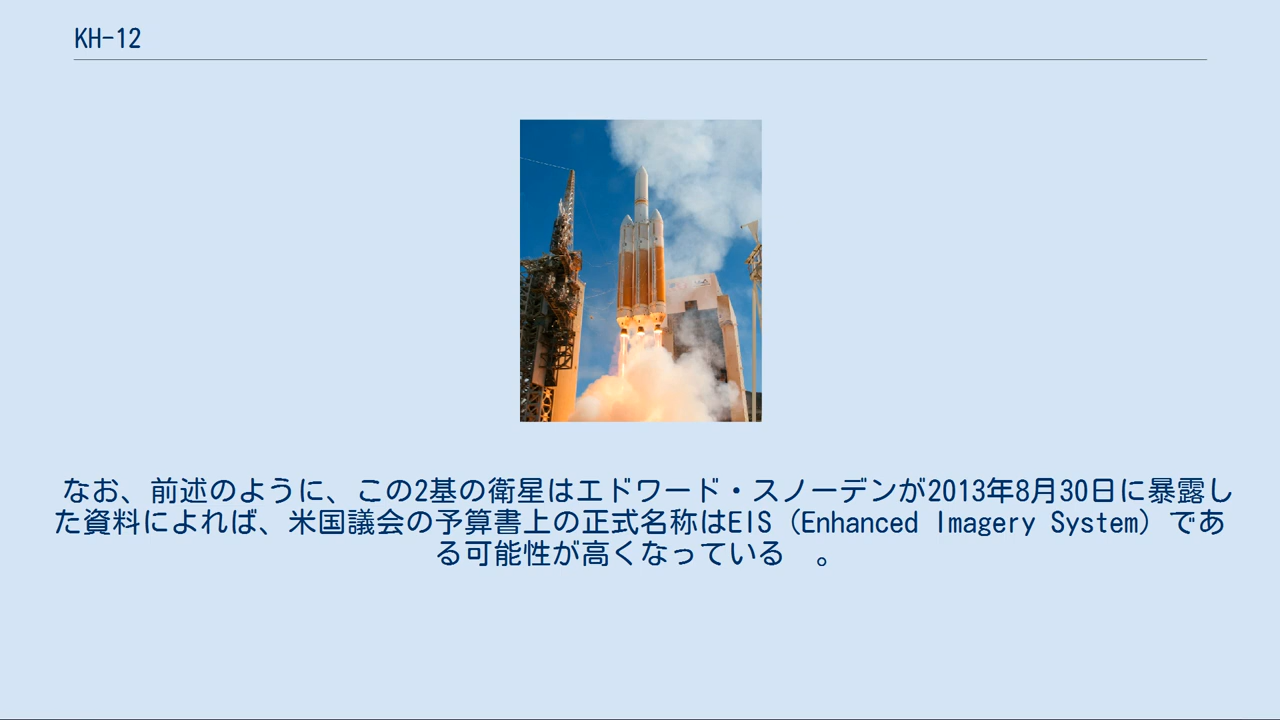 KH-12
なお、前述のように、この2基の衛星はエドワード・スノーデンが2013年8月30日に暴露し
た資料によれば、米国議会の予算書上の正式名称はEIS（Enhanced Imagery System）であ
る可能性が高くなっている　。